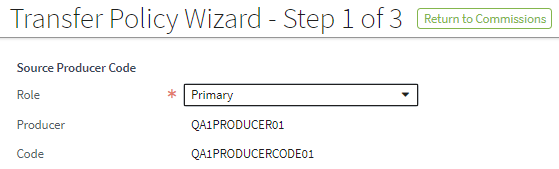 Transfer Policy Wizard - Step 1 of 3 Return to Commissions
Source Producer Code
Role * Primary
Producer QA1PRODUCER01
Code QA1PRODUCERCODE01